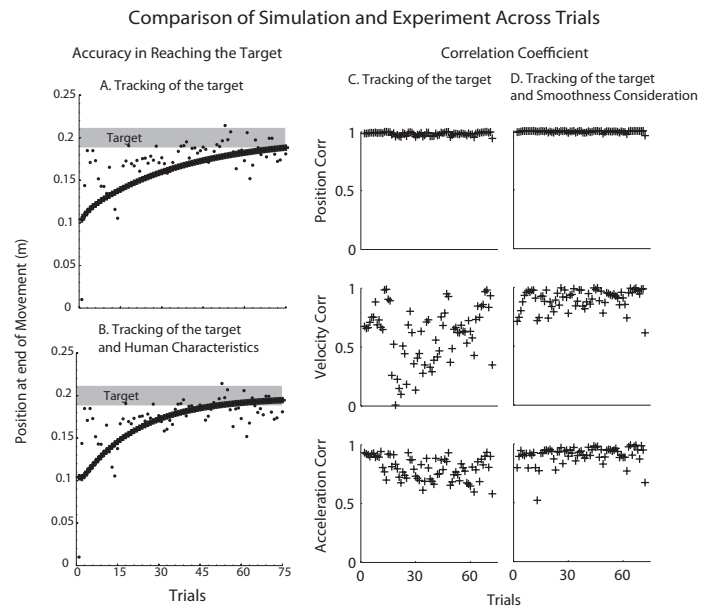 Comparison of Simulation and Experiment Across Trials
Accuracy in Reaching the Target
Correlation Coefficient
A. Tracking of the target
0.25
0.2
0.15
0.1
0.05
0
Target
B. Tracking of the target
and Human Characteristics
0.25
0.2
0.15
0.1
0.05
0
Target
0 15 30 45 60 75
Trials
Position at end of Movement (m)
C. Tracking of the target
D. Tracking of the target
and Smoothness Consideration
Position Corr
1
0.5
0
Velocity Corr
1
0.5
1
Acceleration Corr
1
0.5
0
0 30 60
0 30 60
Trials